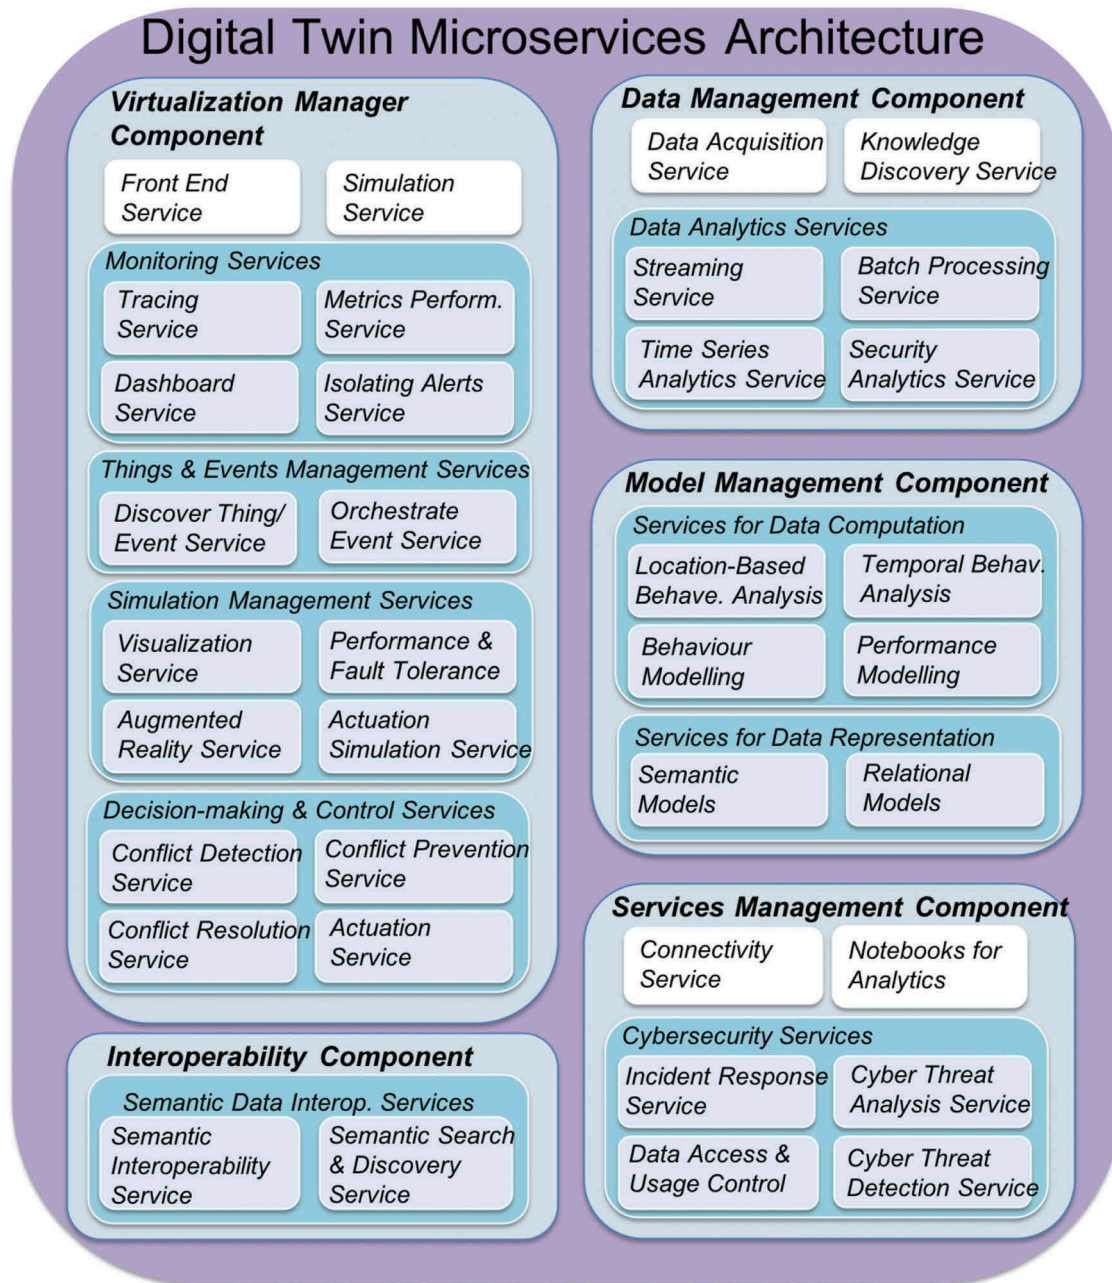 Digital Twin Microservices Architecture
Virtualization Manager
Component
Front End
Service
Simulation
Service
Monitoring Services
Tracing
Service
Metrics Perform.
Service
Dashboard
Service
Isolating Alerts
Service
Things & Events Management Services
Discover Thing/
Event Service
Orchestrate
Event Service
Simulation Management Services
Visualization
Service
Performance &
Fault Tolerance
Augmented
Reality Service
Actuation
Simulation Service
Decision-making & Control Services
Conflict Detection
Service
Conflict Prevention
Service
Conflict Resolution
Service
Actuation
Service
Interoperability Component
Semantic Data Interop. Services
Semantic
Interoperability
Service
Semantic Search
& Discovery
Service
Data Management Component
Data Acquisition
Service
Knowledge
Discovery Service
Data Analytics Services
Streaming
Service
Batch Processing
Service
Time Series
Analytics Service
Security
Analytics Service
Model Management Component
Services for Data Computation
Location-Based
Behave. Analysis
Temporal Behav.
Analysis
Behaviour
Modelling
Performance
Modelling
Services for Data Representation
Semantic
Models
Relational
Models
Services Management Component
Connectivity
Service
Notebooks for
Analytics
Cybersecurity Services
Incident Response
Service
Cyber Threat
Analysis Service
Data Access &
Usage Control
Cyber Threat
Detection Service